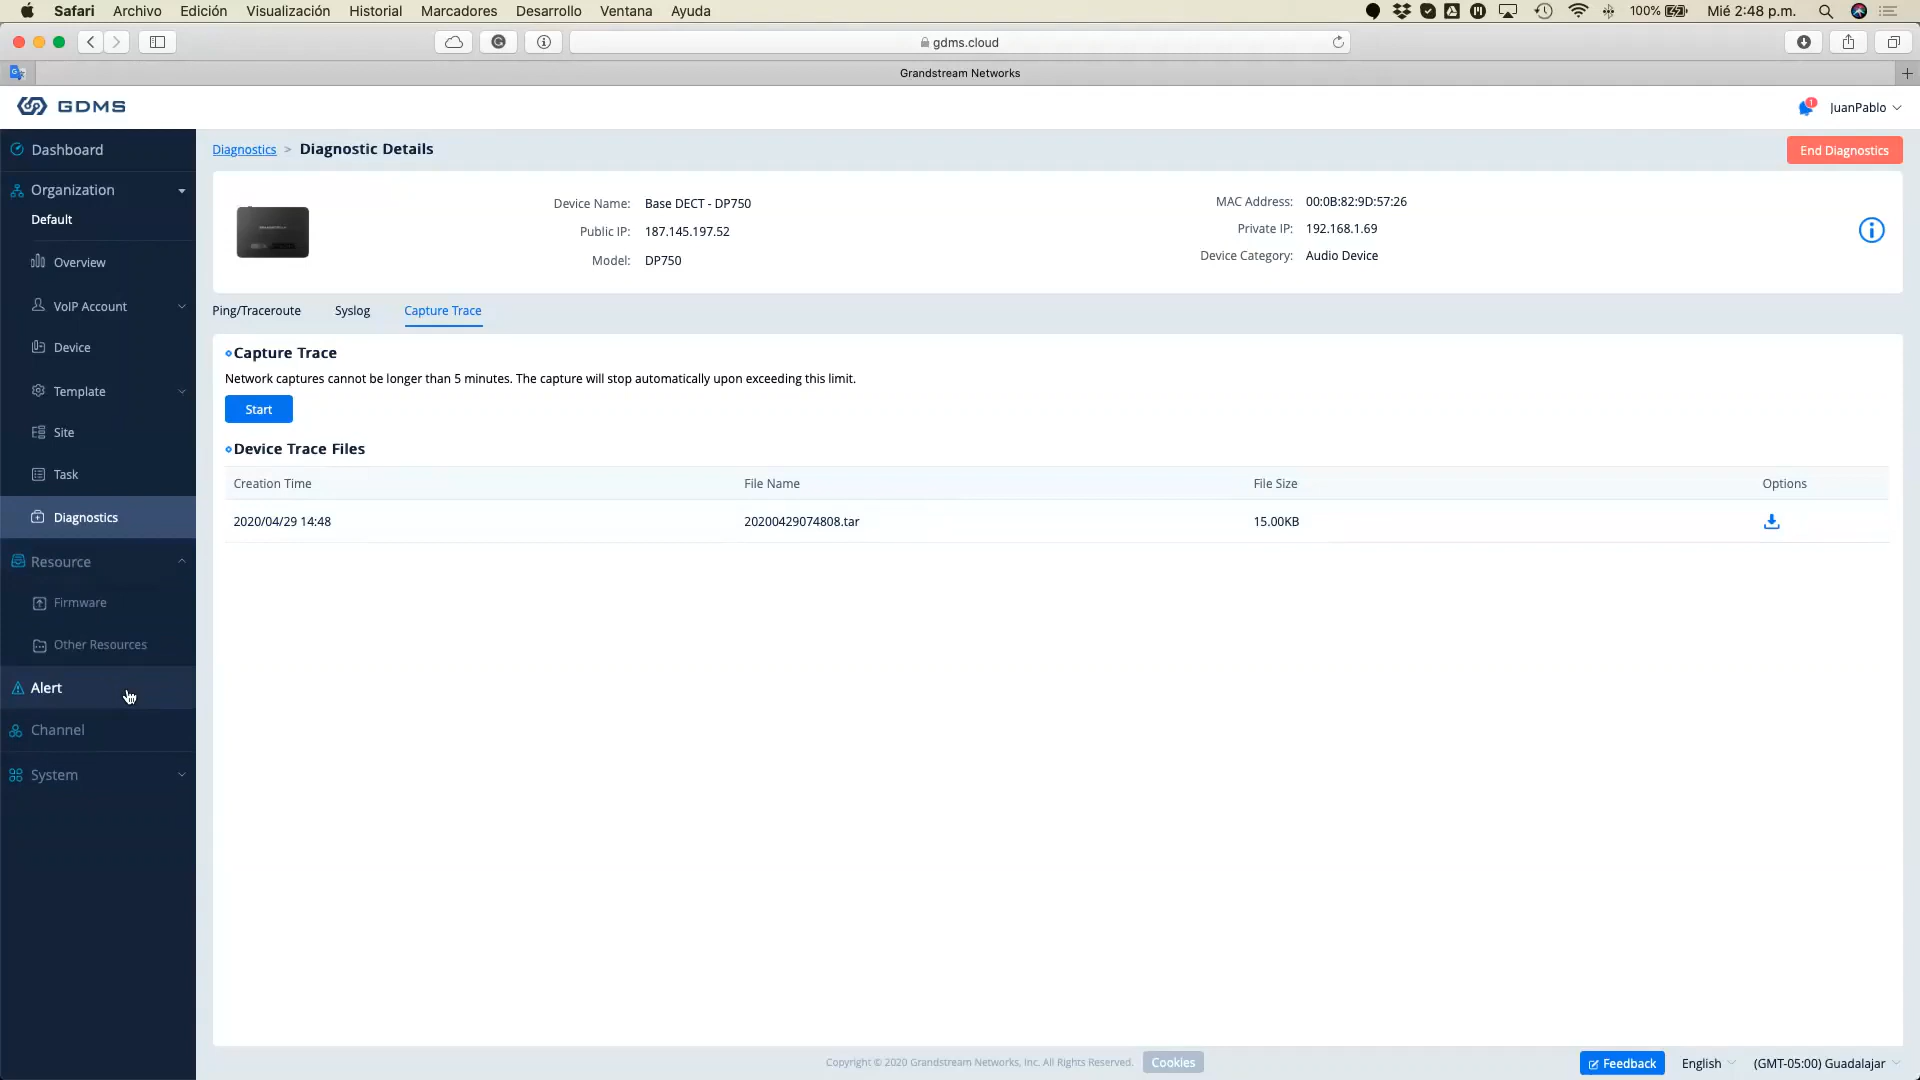 Safari Archivo Edición Visualización Historial Marcadores Desarrollo Ventana Ayuda 100% Mié 2:48 p.m.
gdms.cloud
Grandstream Networks
GDMS
1 JuanPablo
Dashboard
Organization
Default
Overview
VoIP Account
Device
Template
Site
Task
Diagnostics
Resource
Firmware
Other Resources
Alert
Channel
System
Diagnostics > Diagnostic Details
End Diagnostics
Device Name: Base DECT - DP750
Public IP: 187.145.197.52
Model: DP750
MAC Address: 00:0B:82:9D:57:26
Private IP: 192.168.1.69
Device Category: Audio Device
Ping/Traceroute Syslog Capture Trace
Capture Trace
Network captures cannot be longer than 5 minutes. The capture will stop automatically upon exceeding this limit.
Start
Device Trace Files
Creation Time File Name File Size Options
2020/04/29 14:48 20200429074808.tar 15.00KB
Copyright © 2020 Grandstream Networks, Inc. All Rights Reserved. Cookies
Feedback English (GMT-05:00) Guadalajar